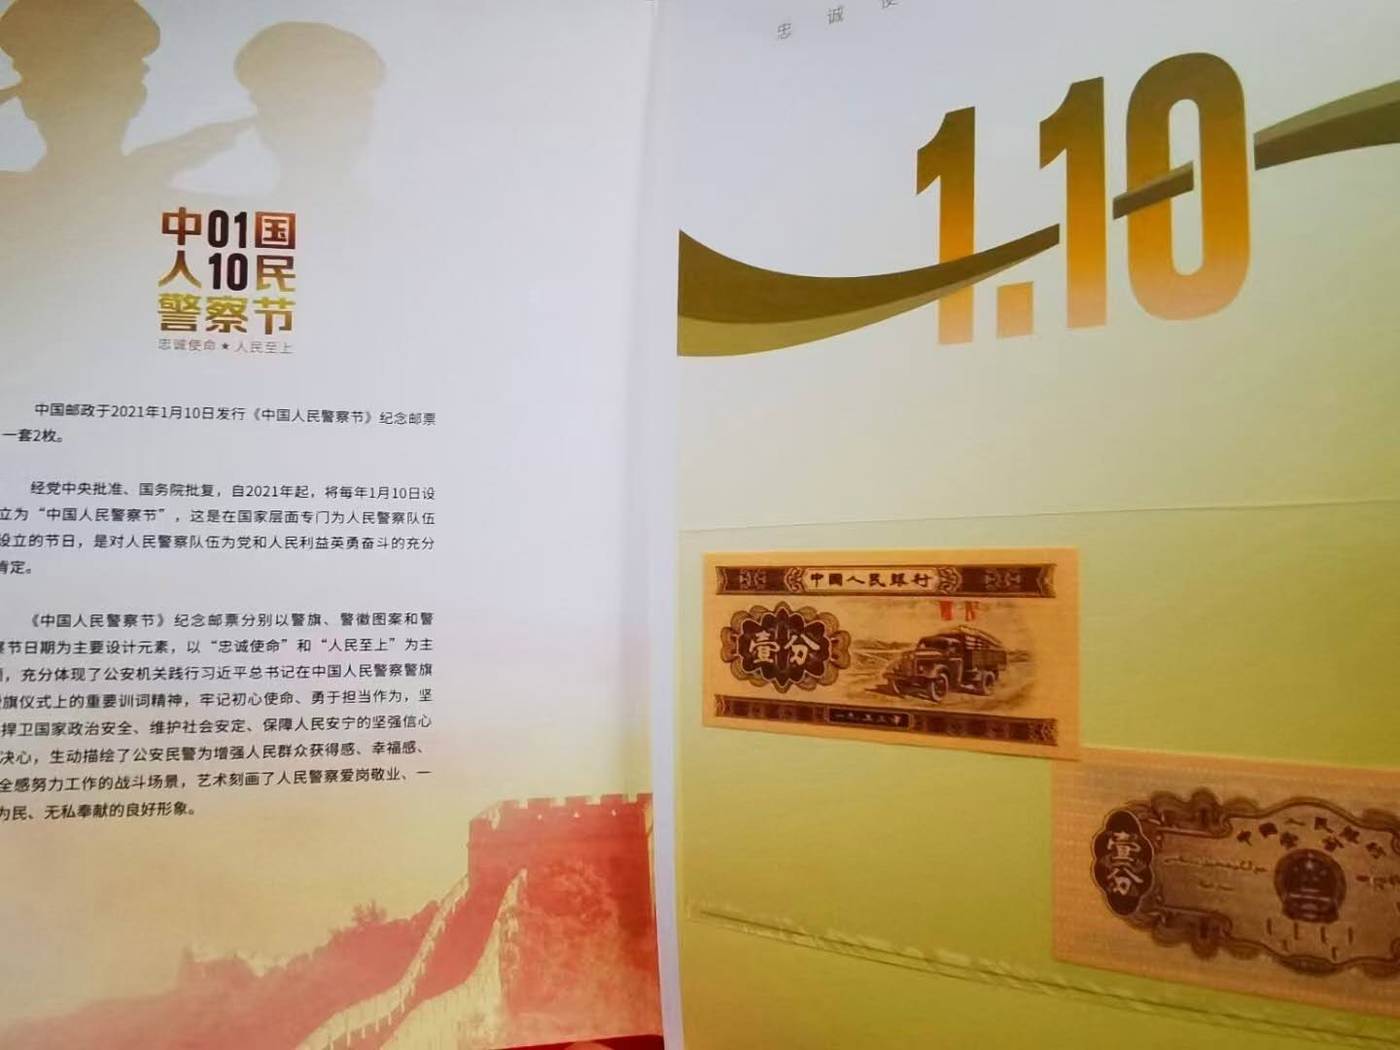 中01国
人10民
警察节
忠诚使命★人民至上
中国邮政于2021年1月10日发行《中国人民警察节》纪念邮票
一套2枚。
经党中央批准、国务院批复，自2021年起，将每年1月10日设
立为“中国人民警察节”，这是在国家层面专门为人民警察队伍
设立的节日，是对人民警察队伍为党和人民利益英勇奋斗的充分
肯定。
《中国人民警察节》纪念邮票分别以警旗、警徽图案和警
察节日期为主要设计元素，以“忠诚使命”和“人民至上”为主
，充分体现了公安机关践行习近平总书记在中国人民警察警旗
授旗仪式上的重要训词精神，牢记初心使命、勇于担当作为，坚
捍卫国家政治安全、维护社会安定、保障人民安宁的坚强信心
决心，生动描绘了公安民警为增强人民群众获得感、幸福感、
全感努力工作的战斗场景，艺术刻画了人民警察爱岗敬业、一
为民、无私奉献的良好形象。
忠诚使
1.10
中國人民銀行
VIII IV
壹分
一九五三年
壹分
中國人民銀行
壹分